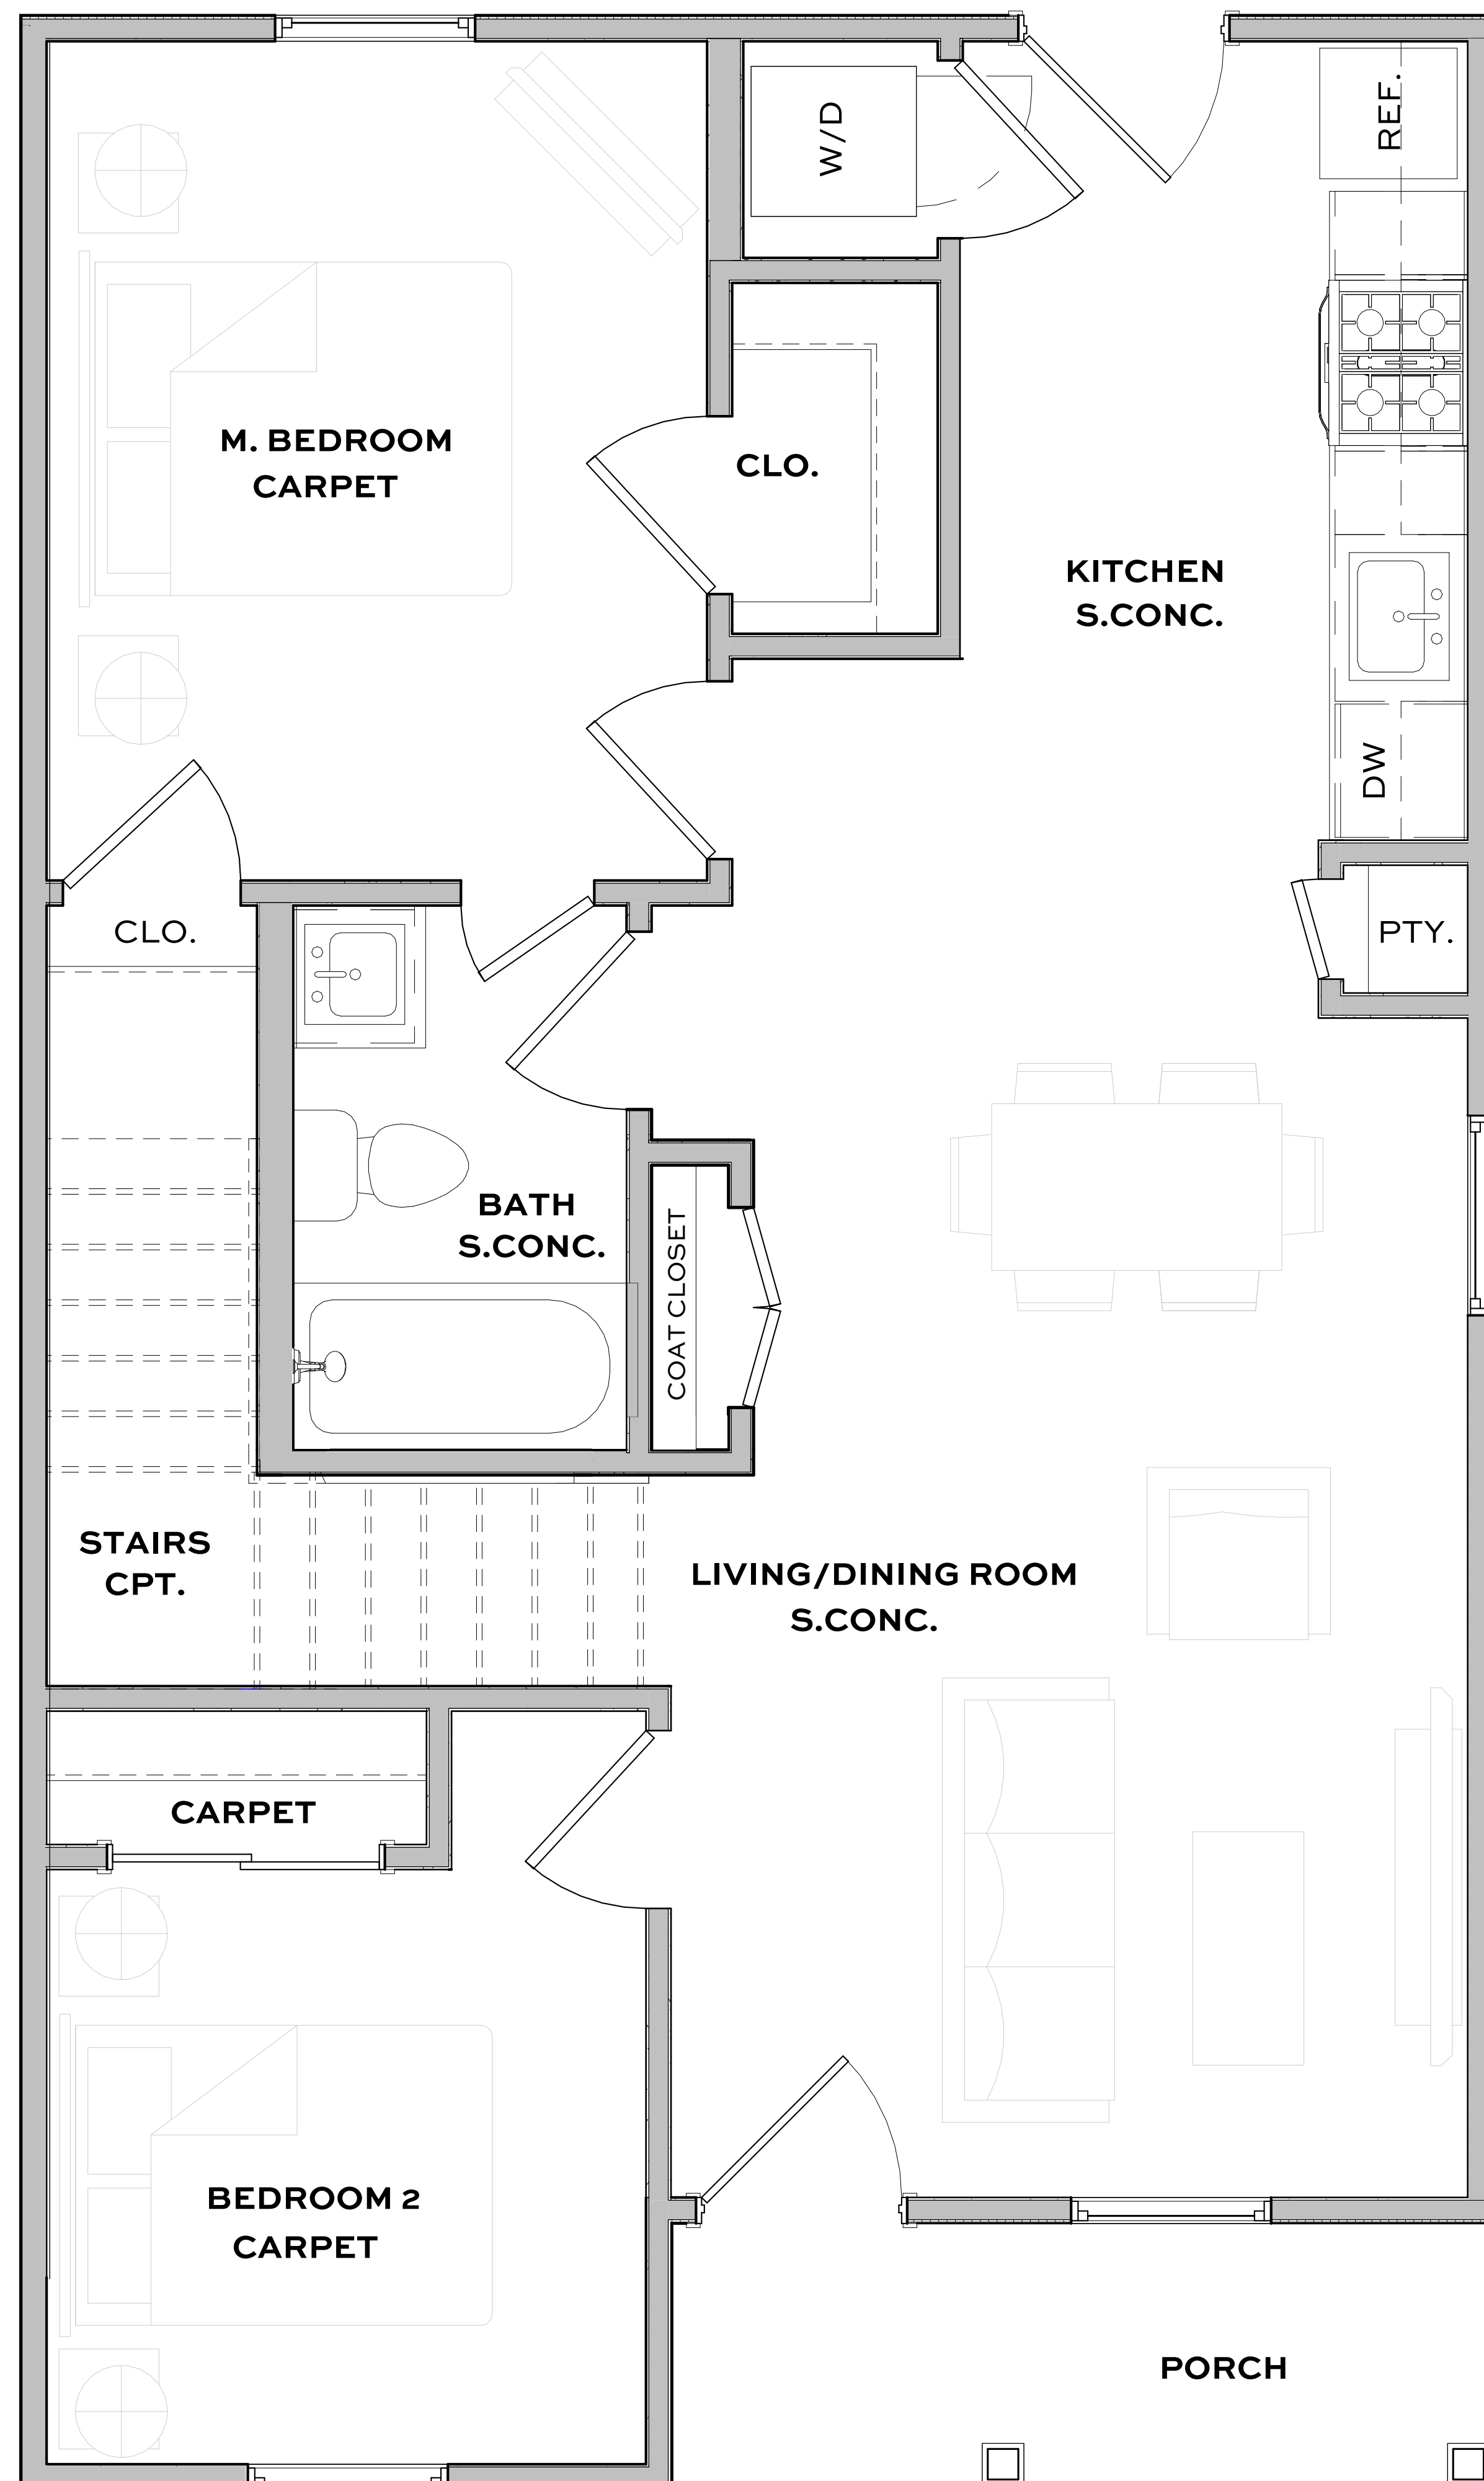 W/D
REF.
M. BEDROOM
CARPET
CLO.
KITCHEN
S.CONC.
DW
CLO.
PTY.
BATH
S.CONC.
COAT CLOSET
STAIRS
CPT.
LIVING/DINING ROOM
S.CONC.
CARPET
BEDROOM 2
CARPET
PORCH